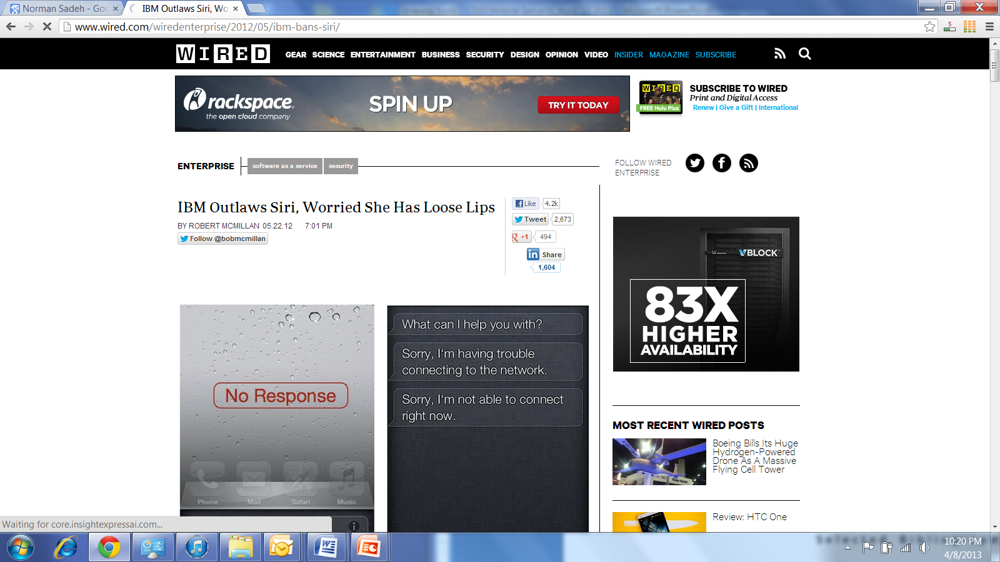 Norman Sadeh - Goo
IBM Outlaws Siri, Wo
www.wired.com/wiredenterprise/2012/05/ibm-bans-siri/
5
WIRED
GEAR SCIENCE ENTERTAINMENT BUSINESS SECURITY DESIGN OPINION VIDEO INSIDER MAGAZINE SUBSCRIBE
rackspace
the open cloud company
SPIN UP
TRY IT TODAY
WIRED
FREE Hulu Plus
SUBSCRIBE TO WIRED
Print and Digital Access
Renew | Give a Gift | International
ENTERPRISE
software as a service
security
FOLLOW WIRED
ENTERPRISE
IBM Outlaws Siri, Worried She Has Loose Lips
BY ROBERT MCMILLAN 05.22.12 7:01 PM
Follow @bobmcmillan
Like 4.2k
Tweet 2,673
+1 494
in Share
1,604
No Response
Phone Mail Safari Music
What can I help you with?
Sorry, I'm having trouble
connecting to the network.
Sorry, I'm not able to connect
right now.
VBLOCK
83X
HIGHER
AVAILABILITY
MOST RECENT WIRED POSTS
Boeing Bills Its Huge
Hydrogen-Powered
Drone As A Massive
Flying Cell Tower
Review: HTC One
Waiting for core.insightexpressai.com...
10:20 PM
4/8/2013